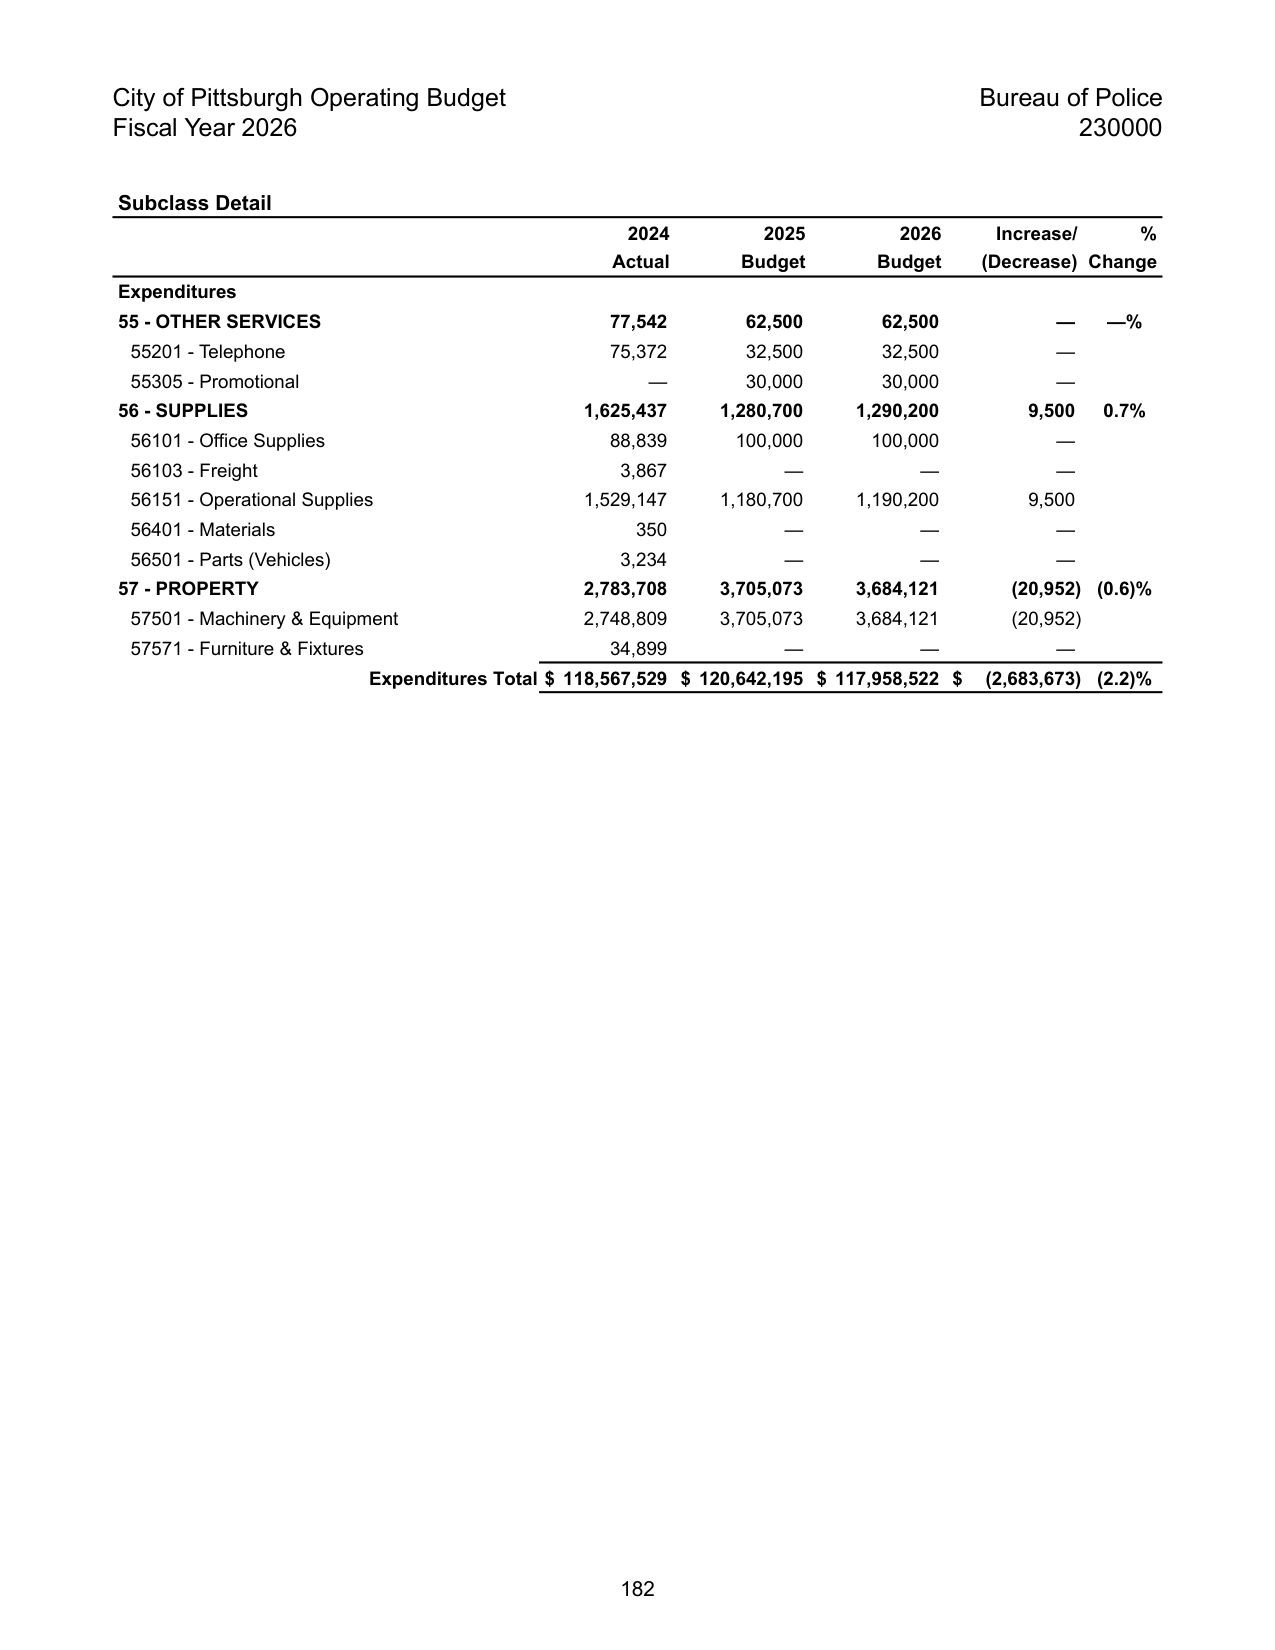 City of Pittsburgh Operating Budget Bureau of Police
Fiscal Year 2026 230000
Subclass Detail
2024 2025 2026 Increase/ %
Actual Budget Budget (Decrease) Change
Expenditures
55 - OTHER SERVICES 77,542 62,500 62,500 — —%
55201 - Telephone 75,372 32,500 32,500 —
55305 - Promotional — 30,000 30,000 —
56 - SUPPLIES 1,625,437 1,280,700 1,290,200 9,500 0.7%
56101 - Office Supplies 88,839 100,000 100,000 —
56103 - Freight 3,867 — — —
56151 - Operational Supplies 1,529,147 1,180,700 1,190,200 9,500
56401 - Materials 350 — — —
56501 - Parts (Vehicles) 3,234 — — —
57 - PROPERTY 2,783,708 3,705,073 3,684,121 (20,952) (0.6)%
57501 - Machinery & Equipment 2,748,809 3,705,073 3,684,121 (20,952)
57571 - Furniture & Fixtures 34,899 — — —
Expenditures Total $ 118,567,529 $ 120,642,195 $ 117,958,522 $ (2,683,673) (2.2)%
182